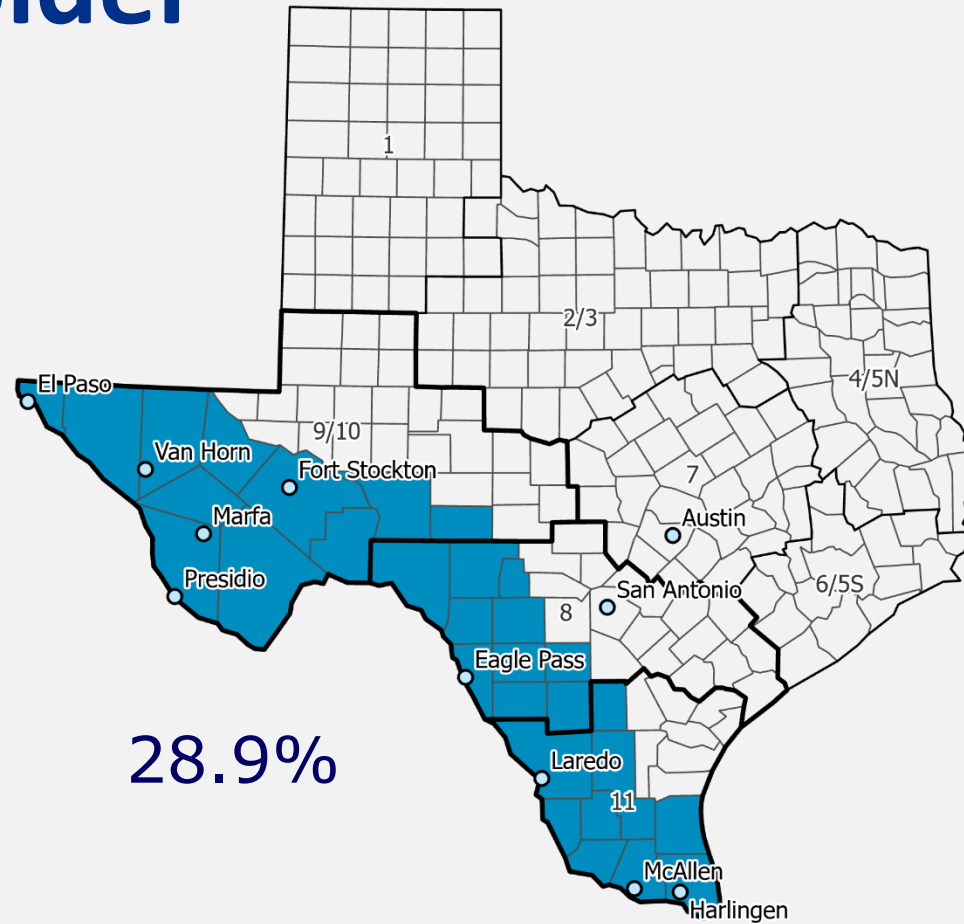 1
2/3
El Paso
4/5N
9/10
Van Horn
Fort Stockton
7
Marfa
Austin
Presidio
6/5S
San Antonio
8
Eagle Pass
28.9%
Laredo
11
McAllen
Harlingen